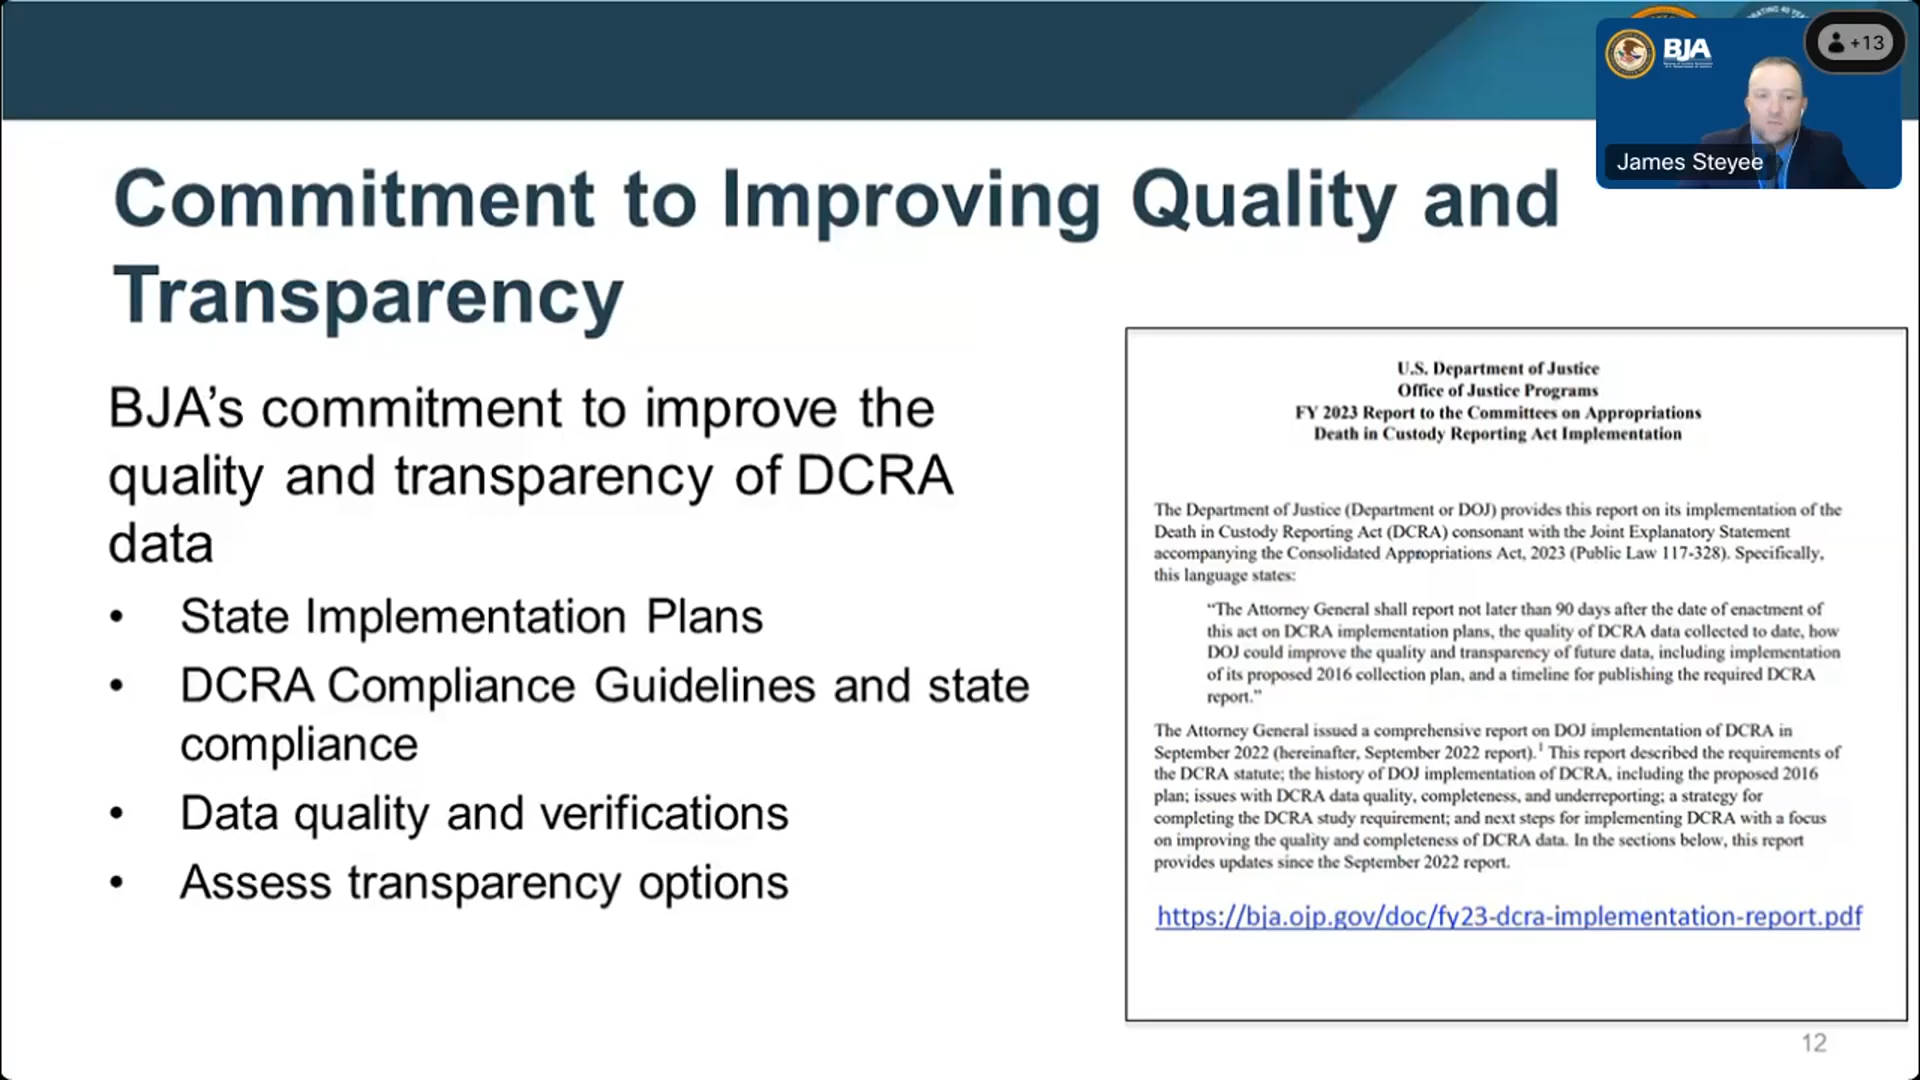 BJA
+13
James Steyee
Commitment to Improving Quality and
Transparency
BJA’s commitment to improve the
quality and transparency of DCRA
data
• State Implementation Plans
• DCRA Compliance Guidelines and state
compliance
• Data quality and verifications
• Assess transparency options
U.S. Department of Justice
Office of Justice Programs
FY 2023 Report to the Committees on Appropriations
Death in Custody Reporting Act Implementation
The Department of Justice (Department or DOJ) provides this report on its implementation of the
Death in Custody Reporting Act (DCRA) consonant with the Joint Explanatory Statement
accompanying the Consolidated Appropriations Act, 2023 (Public Law 117-328). Specifically,
this language states:
“The Attorney General shall report not later than 90 days after the date of enactment of
this act on DCRA implementation plans, the quality of DCRA data collected to date, how
DOJ could improve the quality and transparency of future data, including implementation
of its proposed 2016 collection plan, and a timeline for publishing the required DCRA
report.”
The Attorney General issued a comprehensive report on DOJ implementation of DCRA in
September 2022 (hereinafter, September 2022 report).¹ This report described the requirements of
the DCRA statute; the history of DOJ implementation of DCRA, including the proposed 2016
plan; issues with DCRA data quality, completeness, and underreporting; a strategy for
completing the DCRA study requirement; and next steps for implementing DCRA with a focus
on improving the quality and completeness of DCRA data. In the sections below, this report
provides updates since the September 2022 report.
https://bja.ojp.gov/doc/fy23-dcra-implementation-report.pdf
12